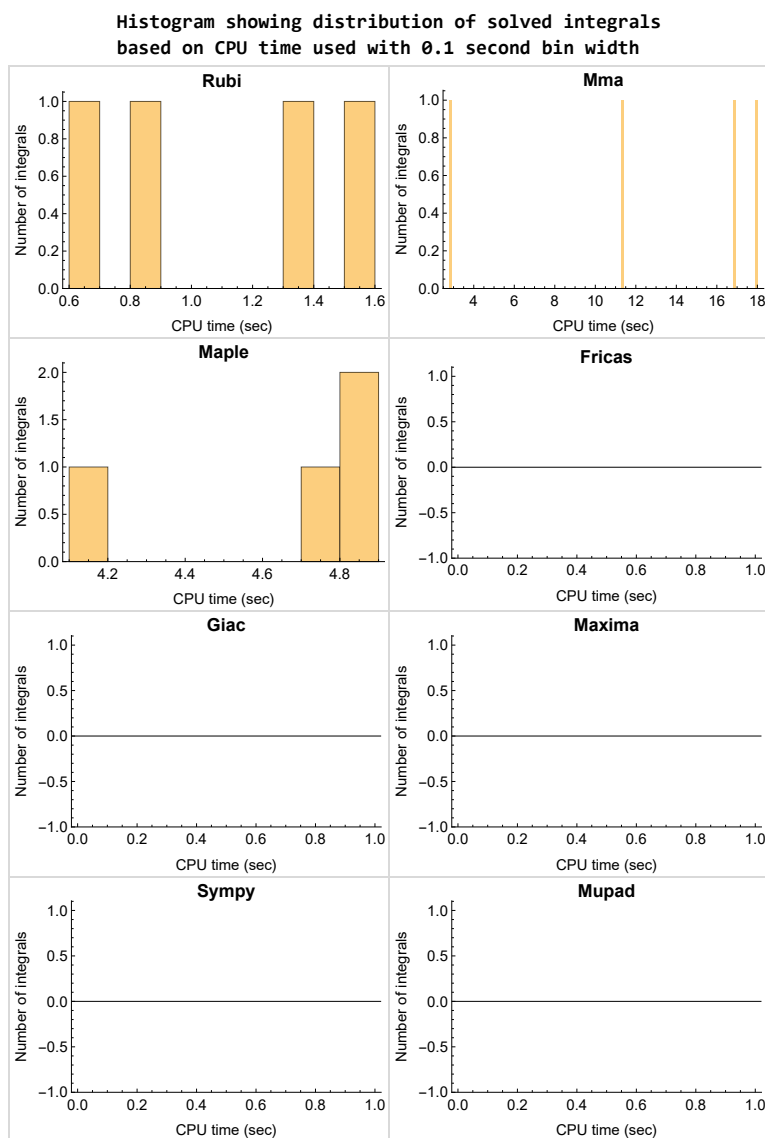 Histogram showing distribution of solved integrals
based on CPU time used with 0.1 second bin width
Rubi
Number of integrals
1.0
0.8
0.6
0.4
0.2
0.0
0.6 0.8 1.0 1.2 1.4 1.6
CPU time (sec)
Mma
Number of integrals
1.0
0.8
0.6
0.4
0.2
0.0
4 6 8 10 12 14 16 18
CPU time (sec)
Maple
Number of integrals
2.0
1.5
1.0
0.5
0.0
4.2 4.4 4.6 4.8
CPU time (sec)
Fricas
Number of integrals
1.0
0.5
0.0
−0.5
−1.0
0.0 0.2 0.4 0.6 0.8 1.0
CPU time (sec)
Giac
Number of integrals
1.0
0.5
0.0
−0.5
−1.0
0.0 0.2 0.4 0.6 0.8 1.0
CPU time (sec)
Maxima
Number of integrals
1.0
0.5
0.0
−0.5
−1.0
0.0 0.2 0.4 0.6 0.8 1.0
CPU time (sec)
Sympy
Number of integrals
1.0
0.5
0.0
−0.5
−1.0
0.0 0.2 0.4 0.6 0.8 1.0
CPU time (sec)
Mupad
Number of integrals
1.0
0.5
0.0
−0.5
−1.0
0.0 0.2 0.4 0.6 0.8 1.0
CPU time (sec)